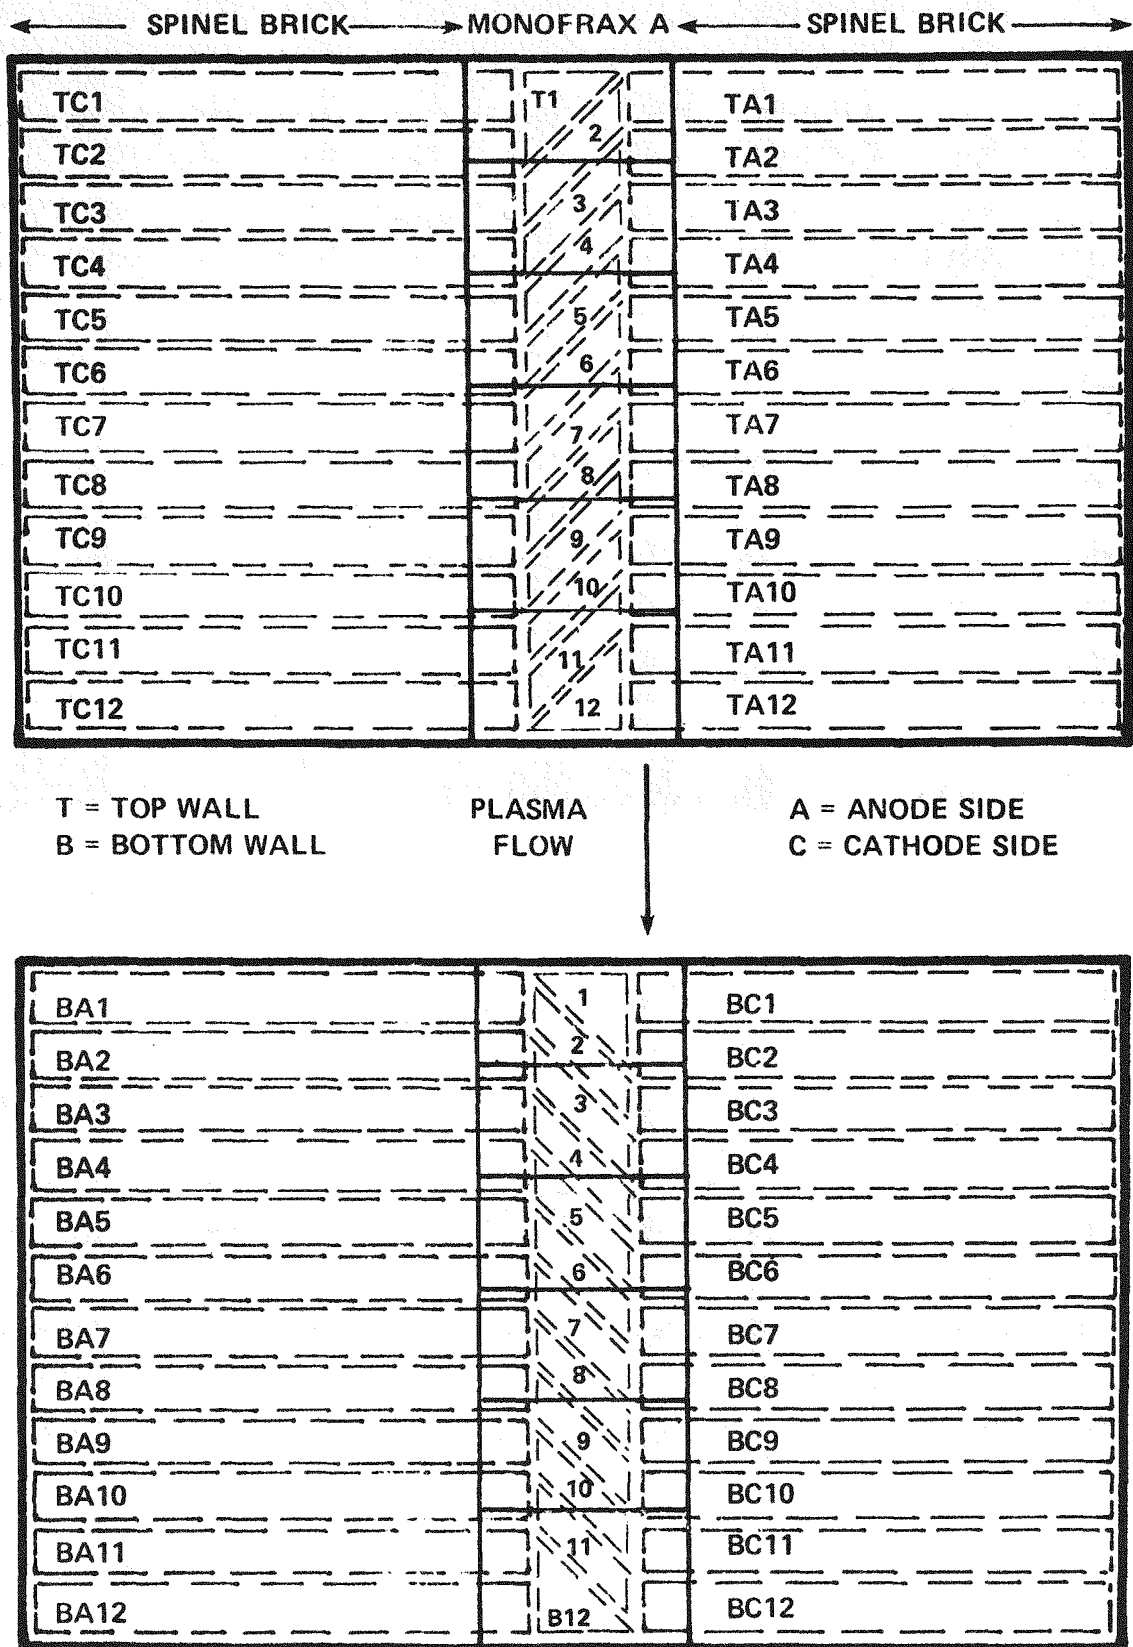 SPINEL BRICK MONOFRAX A SPINEL BRICK
TC1 T1 TA1
2
TC2 TA2
TC3 3 TA3
TC4 4 TA4
TC5 5 TA5
TC6 6 TA6
TC7 7 TA7
TC8 8 TA8
TC9 9 TA9
TC10 10 TA10
TC11 11 TA11
TC12 12 TA12
T = TOP WALL PLASMA A = ANODE SIDE
B = BOTTOM WALL FLOW C = CATHODE SIDE
BA1 1 BC1
BA2 2 BC2
BA3 3 BC3
BA4 4 BC4
BA5 5 BC5
BA6 6 BC6
BA7 7 BC7
BA8 8 BC8
BA9 9 BC9
BA10 10 BC10
BA11 11 BC11
BA12 B12 BC12